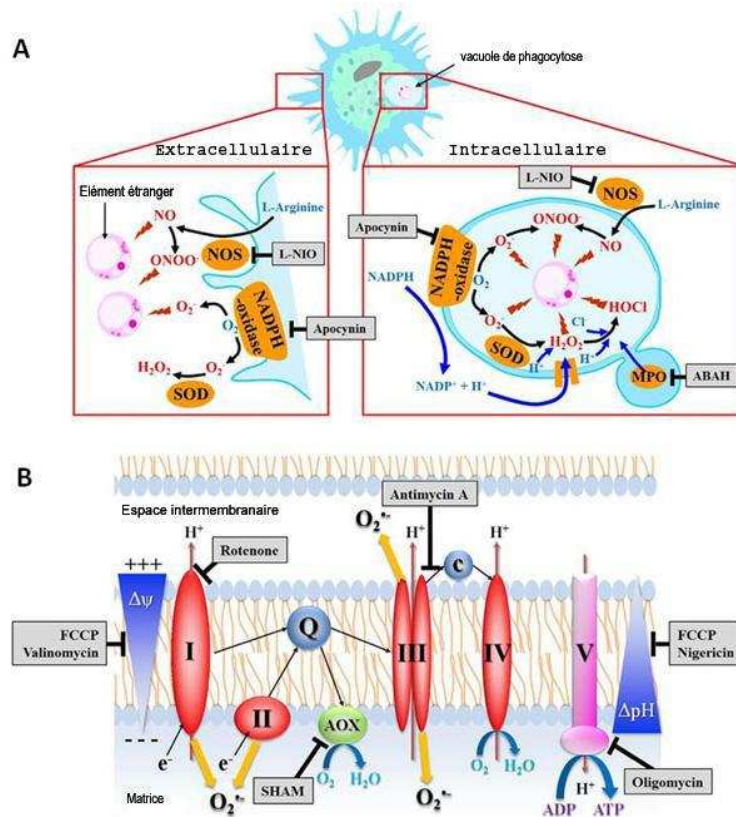 A
vacuole de phagocytose
Extracellulaire
Elément étranger
NO
L-Arginine
ONOO-
NOS
L-NIO
O2-
O2
NADPH
-oxidase
Apocynin
H2O2
O2-
SOD
Intracellulaire
L-NIO
NOS
Apocynin
ONOO-
L-Arginine
O2-
NO
NADPH
-oxidase
O2
NADPH
HOCl
O2-
Cl-
H2O2
SOD
H+
H+
NADP+ + H+
MPO
ABAH
B
Espace intermembranaire
Antimycin A
O2•-
H+
H+
H+
Rotenone
+++
c
Δψ
FCCP
Valinomycin
I
Q
III
IV
V
FCCP
Nigericin
II
AOX
ΔpH
- - -
e-
e-
SHAM
O2
H2O
O2
H2O
H+
Oligomycin
Matrice
O2•-
O2•-
ADP
ATP